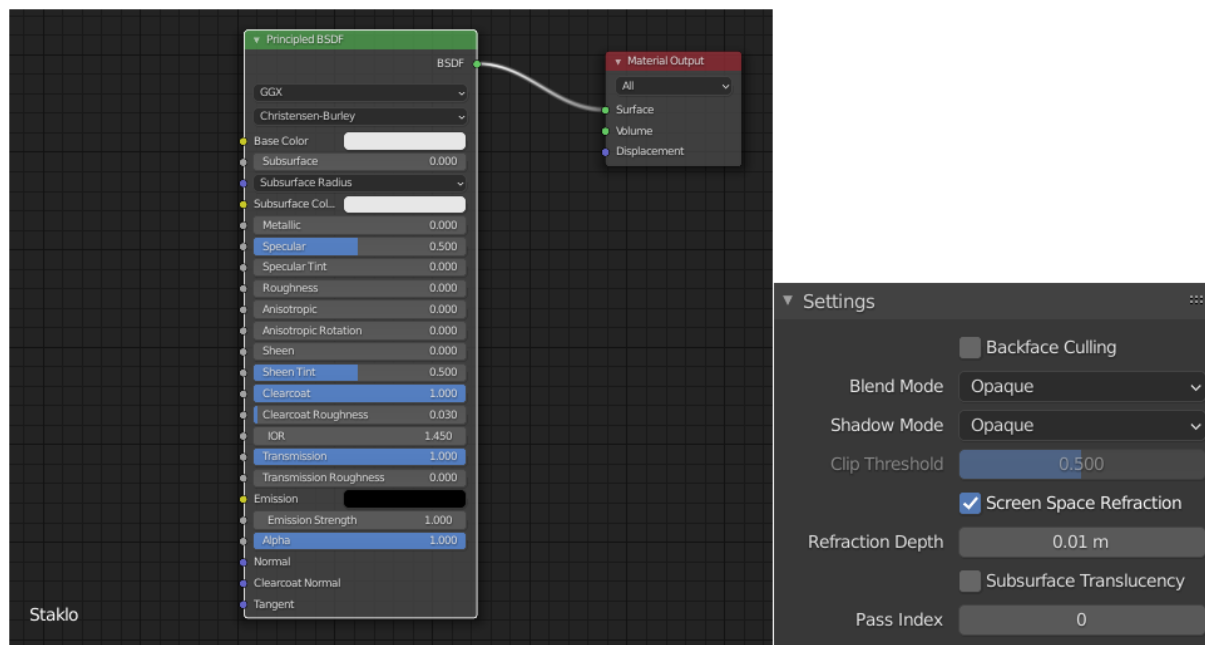 Principled BSDF
BSDF
GGX
Christensen-Burley
Base Color
Subsurface 0.000
Subsurface Radius
Subsurface Col...
Metallic 0.000
Specular 0.500
Specular Tint 0.000
Roughness 0.000
Anisotropic 0.000
Anisotropic Rotation 0.000
Sheen 0.000
Sheen Tint 0.500
Clearcoat 1.000
Clearcoat Roughness 0.030
IOR 1.450
Transmission 1.000
Transmission Roughness 0.000
Emission
Emission Strength 1.000
Alpha 1.000
Normal
Clearcoat Normal
Tangent
Staklo
Material Output
All
Surface
Volume
Displacement
Settings
Backface Culling
Blend Mode Opaque
Shadow Mode Opaque
Clip Threshold 0.500
Screen Space Refraction
Refraction Depth 0.01 m
Subsurface Translucency
Pass Index 0